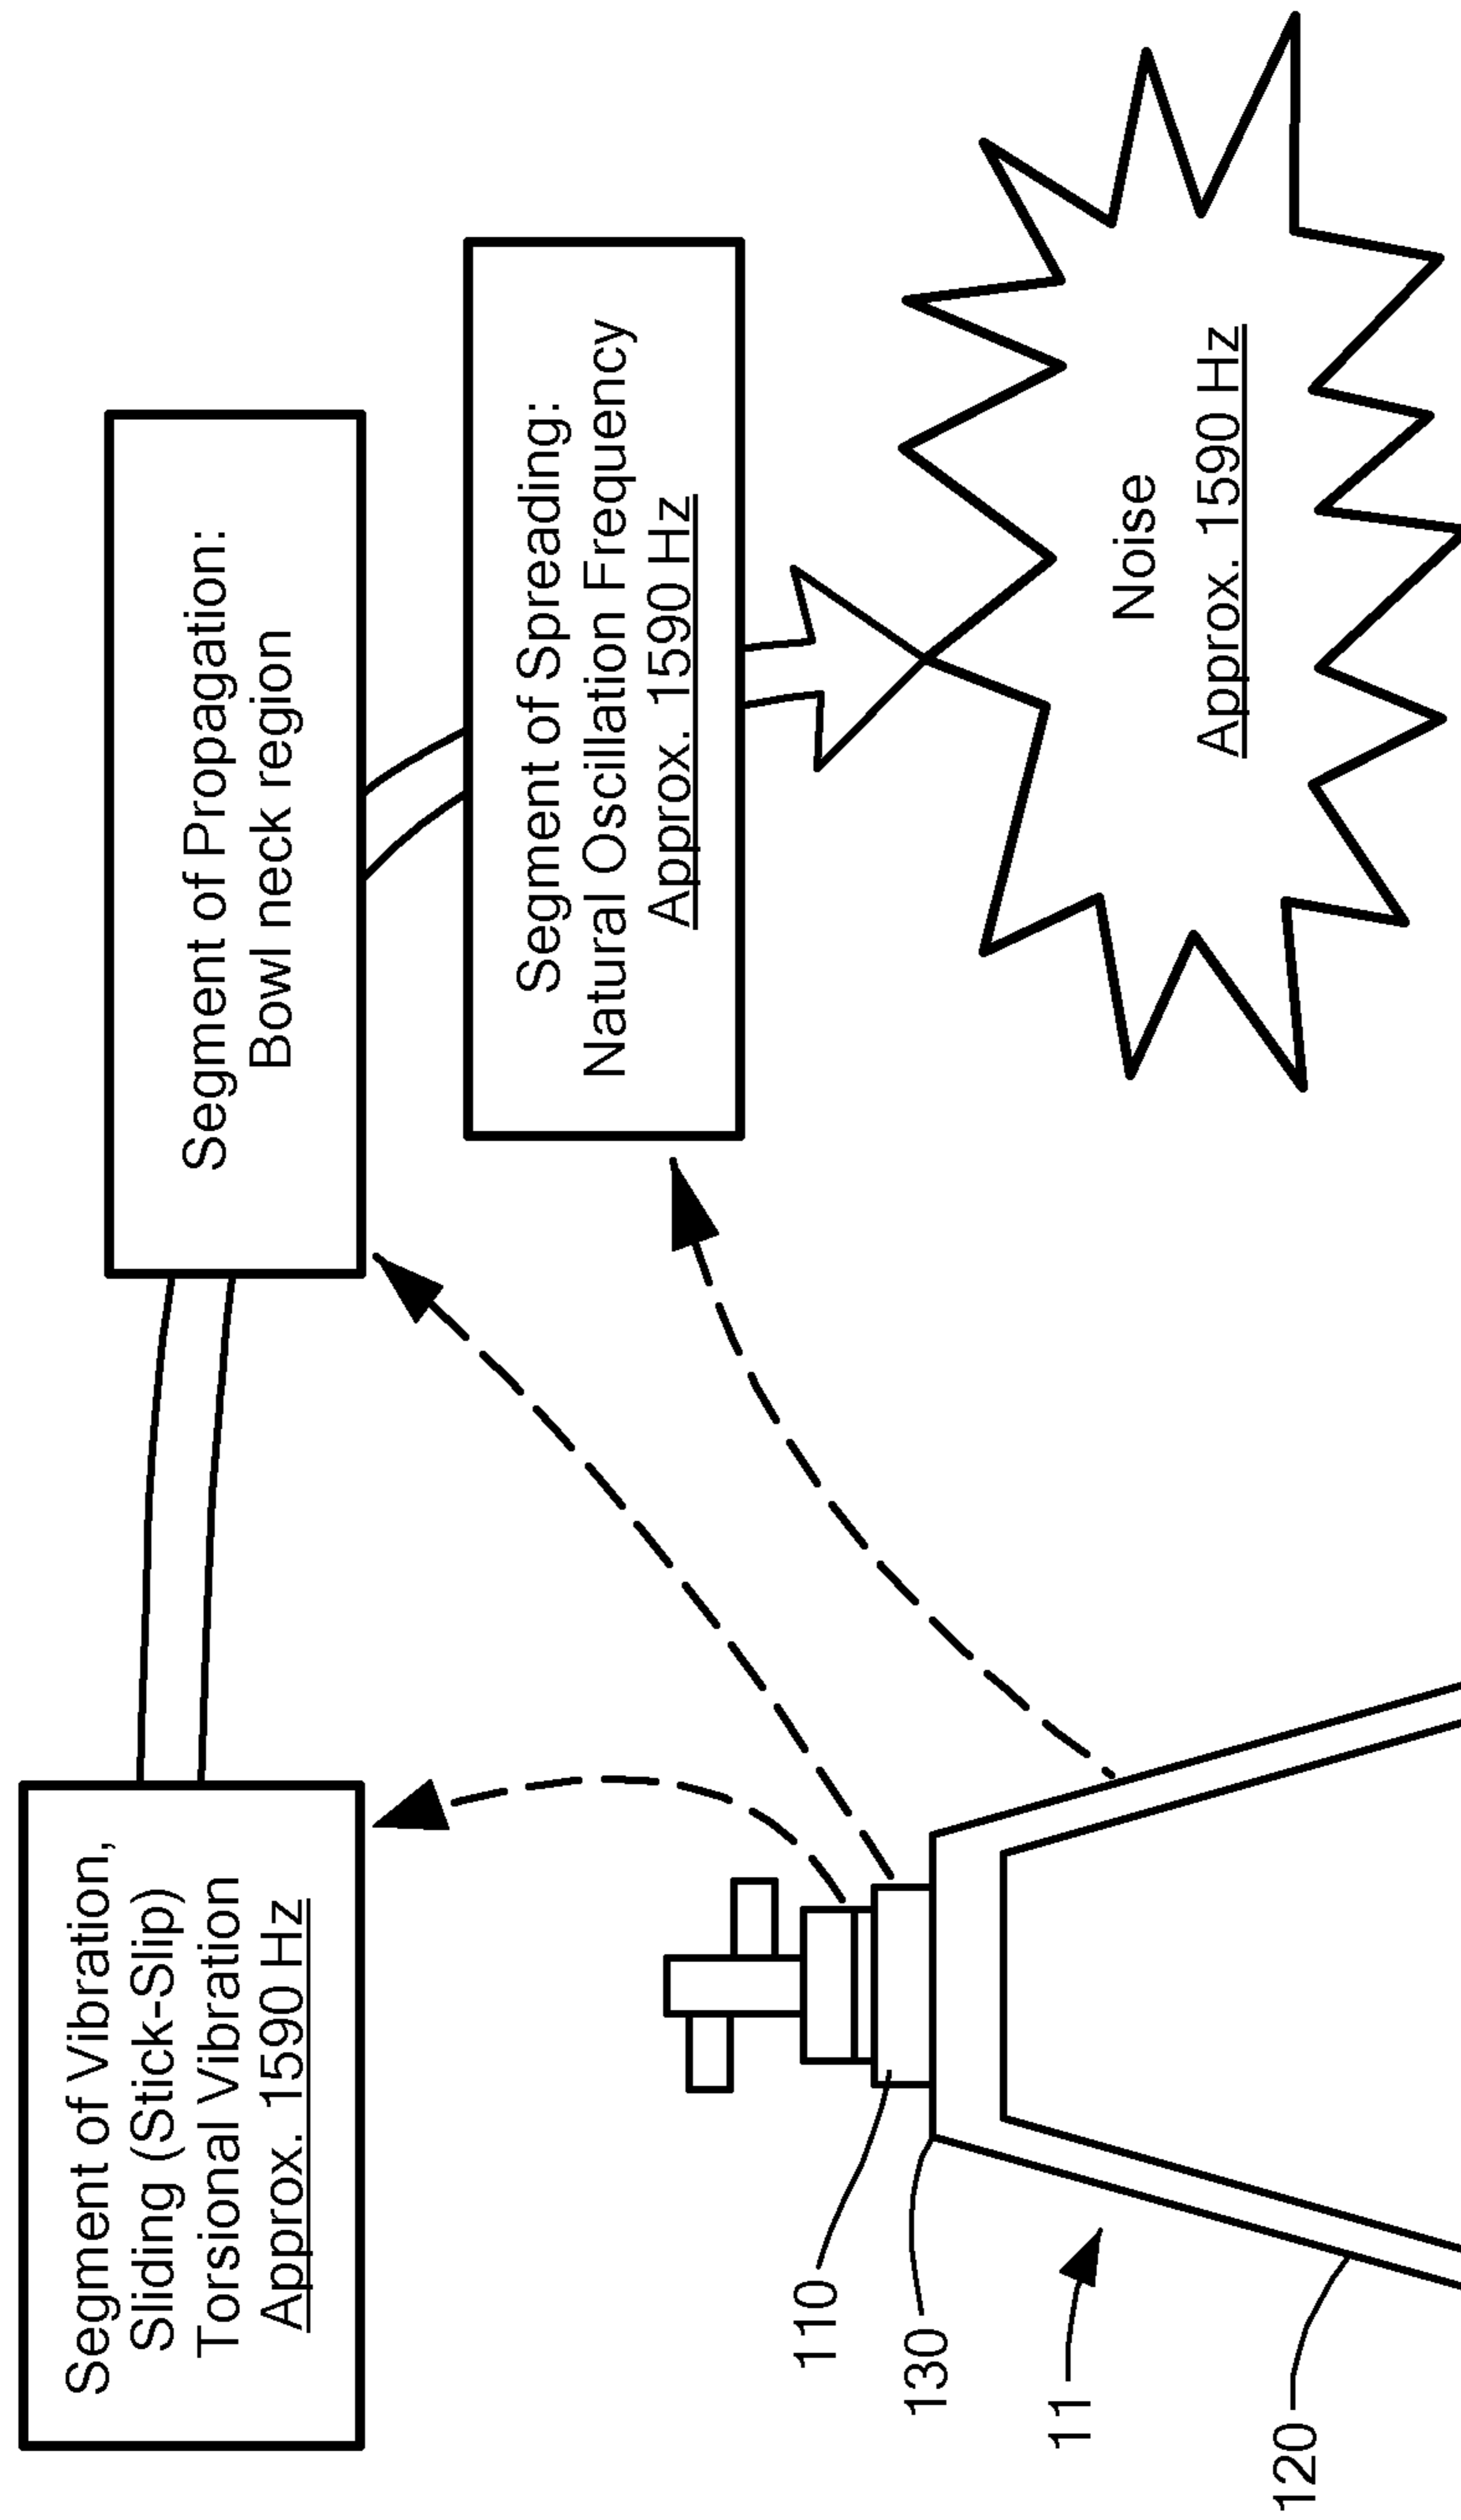 Segment of Vibration,
Sliding (Stick-Slip)
Torsional Vibration
Approx. 1590 Hz
Segment of Propagation:
Bowl neck region
Segment of Spreading:
Natural Oscillation Frequency
Approx. 1590 Hz
Noise
Approx. 1590 Hz
110
130
11
120